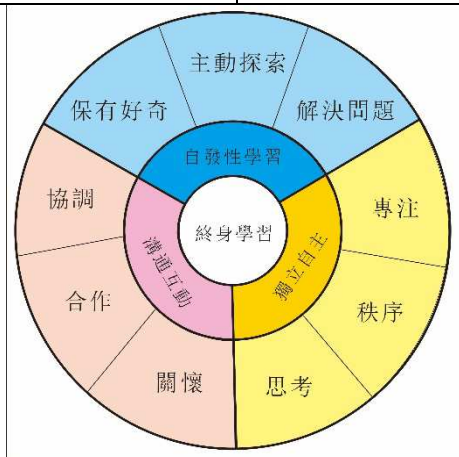 主動探索
保有好奇
解決問題
自發性學習
協調
專注
終身學習
溝通互動
獨立自主
合作
秩序
關懷
思考